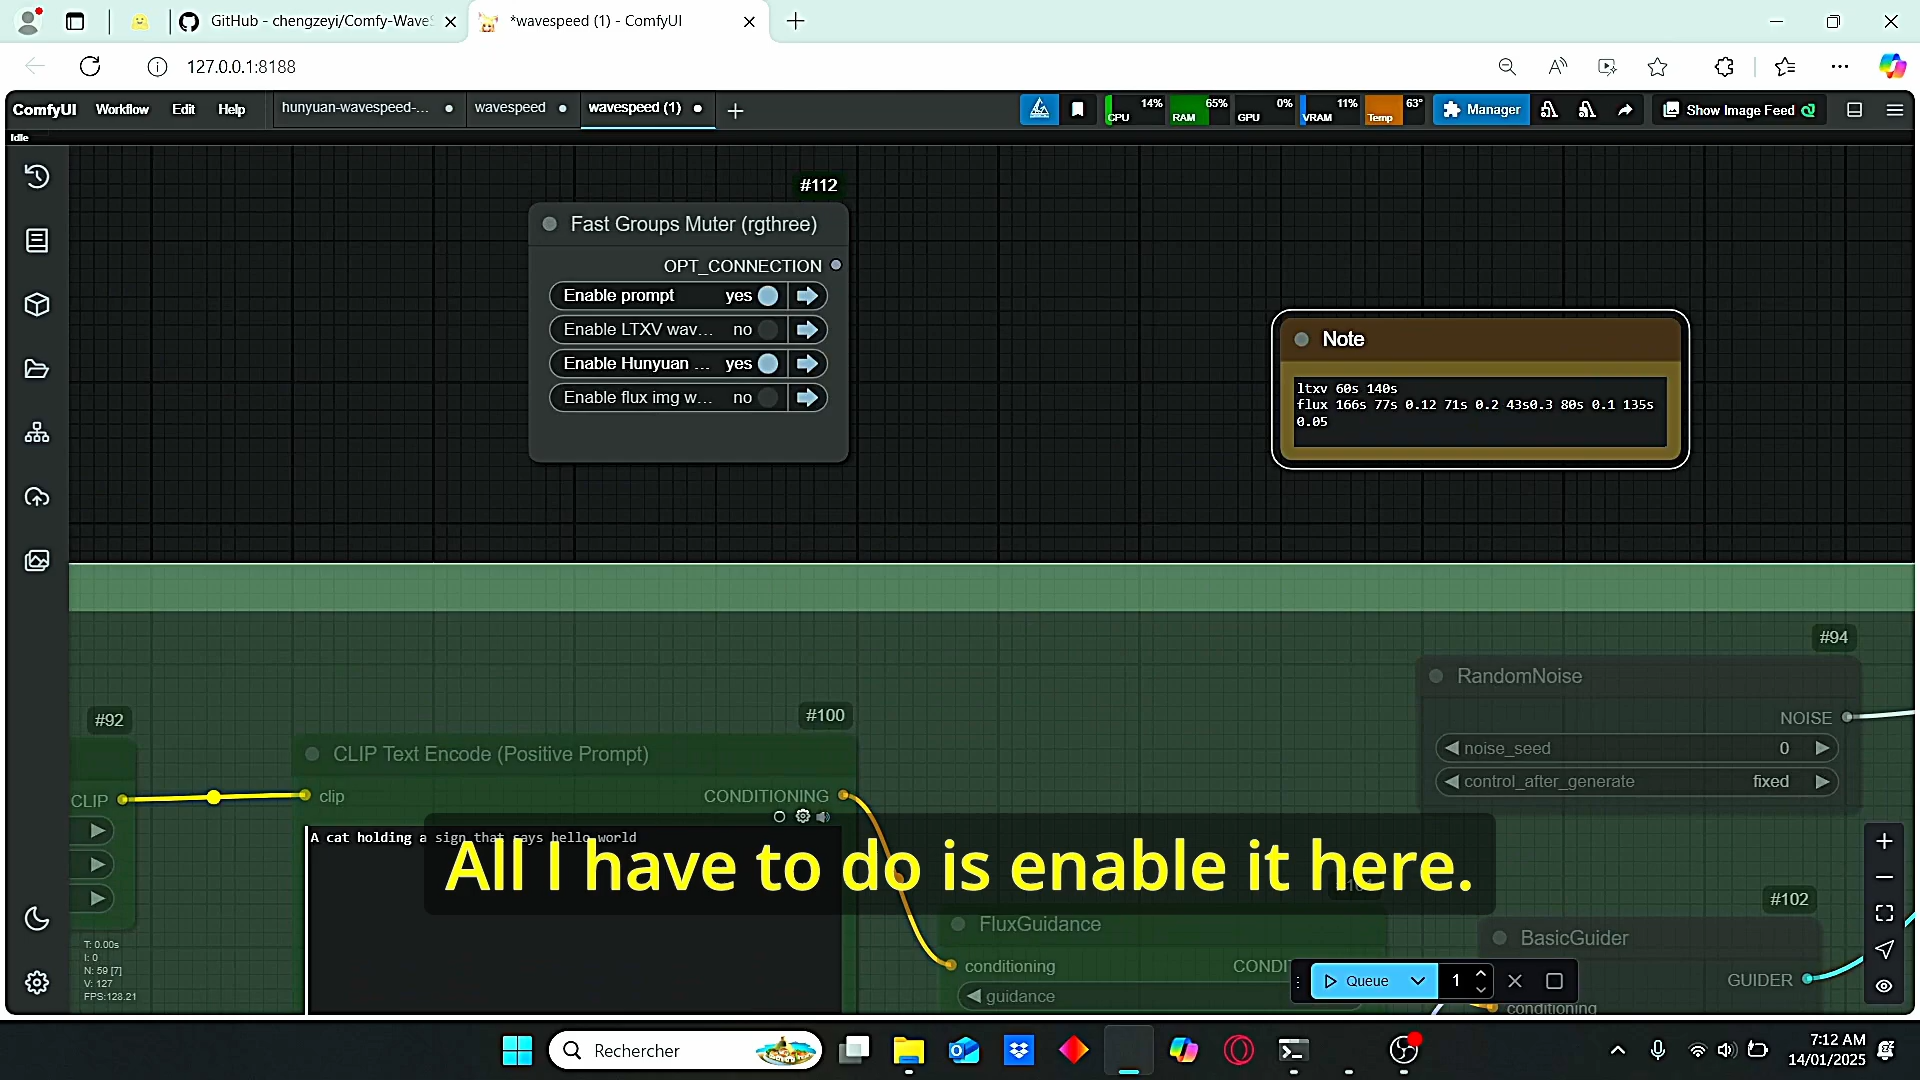 GitHub - chengzeyi/Comfy-WaveS
*wavespeed (1) - ComfyUI
127.0.0.1:8188
ComfyUI Workflow Edit Help hunyuan-wavespeed-... wavespeed wavespeed (1)
CPU 14% RAM 65% GPU 0% VRAM 11% Temp 63° Manager Show Image Feed
Idle
#112
Fast Groups Muter (rgthree)
OPT_CONNECTION
Enable prompt yes
Enable LTXV wav... no
Enable Hunyuan ... yes
Enable flux img w... no
Note
ltxv 60s 140s
flux 166s 77s 0.12 71s 0.2 43s0.3 80s 0.1 135s
0.05
#94
RandomNoise
NOISE
noise_seed 0
control_after_generate fixed
#92
CLIP
#100
CLIP Text Encode (Positive Prompt)
clip CONDITIONING
A cat holding a sign that says hello world
All I have to do is enable it here.
FluxGuidance
conditioning CONDI
guidance
#102
BasicGuider
GUIDER
conditioning
T: 0.00s
I: 0
N: 59 [7]
V: 127
FPS:128.21
Queue 1
Rechercher
7:12 AM
14/01/2025